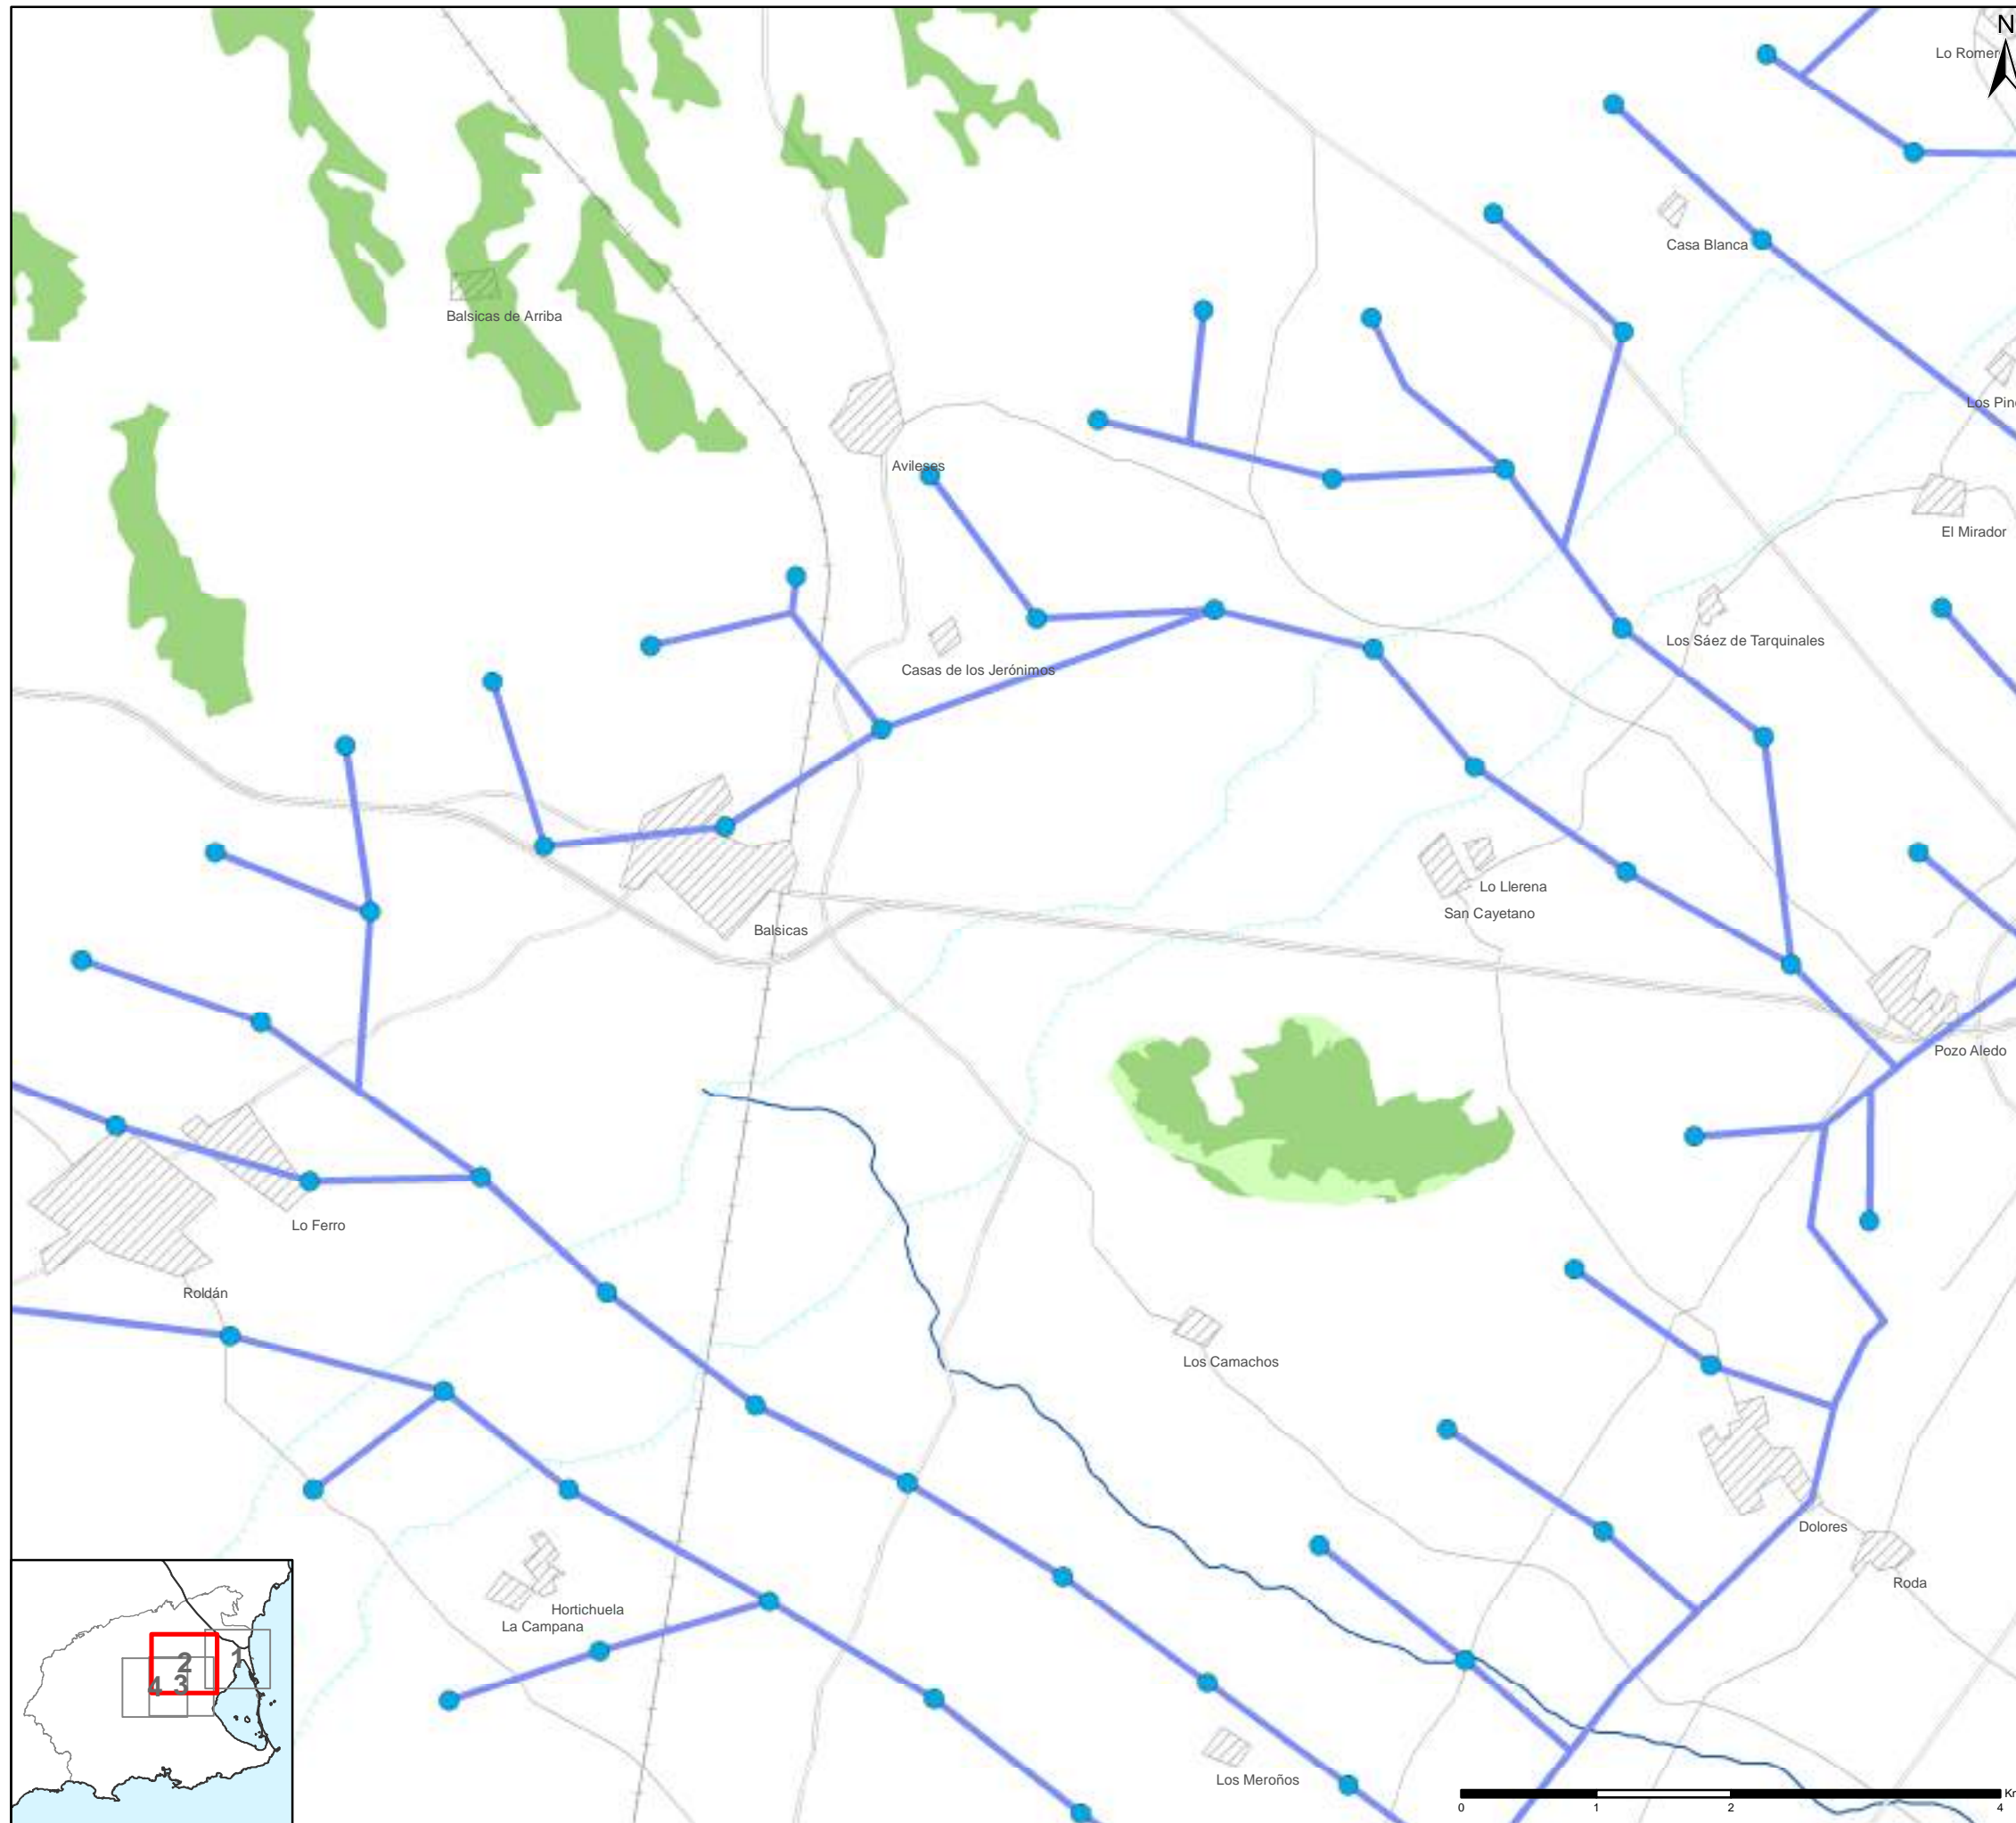 N
Lo Romer
Casa Blanca
Balsicas de Arriba
Los Pin
Avileses
El Mirador
Los Sáez de Tarquinales
Casas de los Jerónimos
Lo Llerena
San Cayetano
Balsicas
Pozo Aledo
Lo Ferro
Roldán
Los Camachos
Dolores
Roda
Hortichuela
La Campana
2
1
4
3
Los Meroños
Km
0
1
2
4